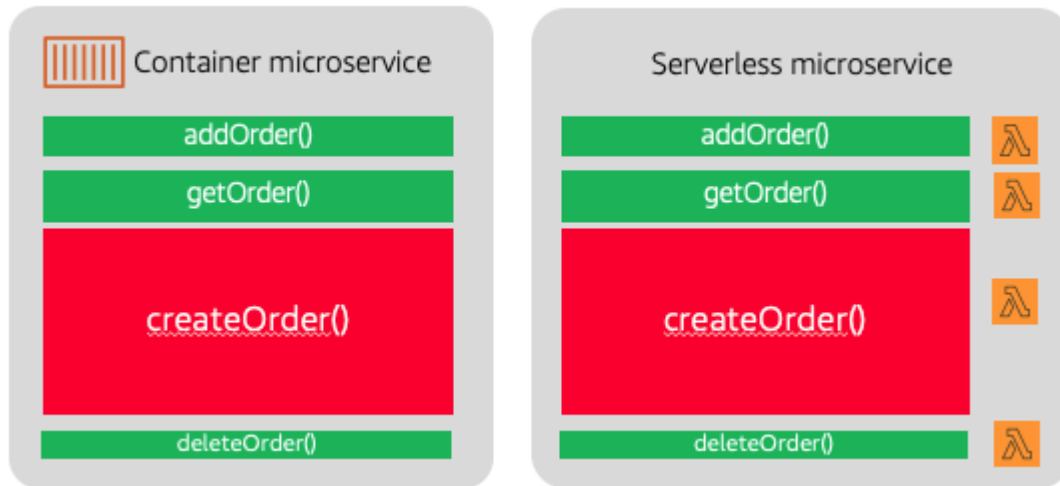 Container microservice
addOrder()
getOrder()
createOrder()
deleteOrder()
Serverless microservice
addOrder()
getOrder()
createOrder()
deleteOrder()